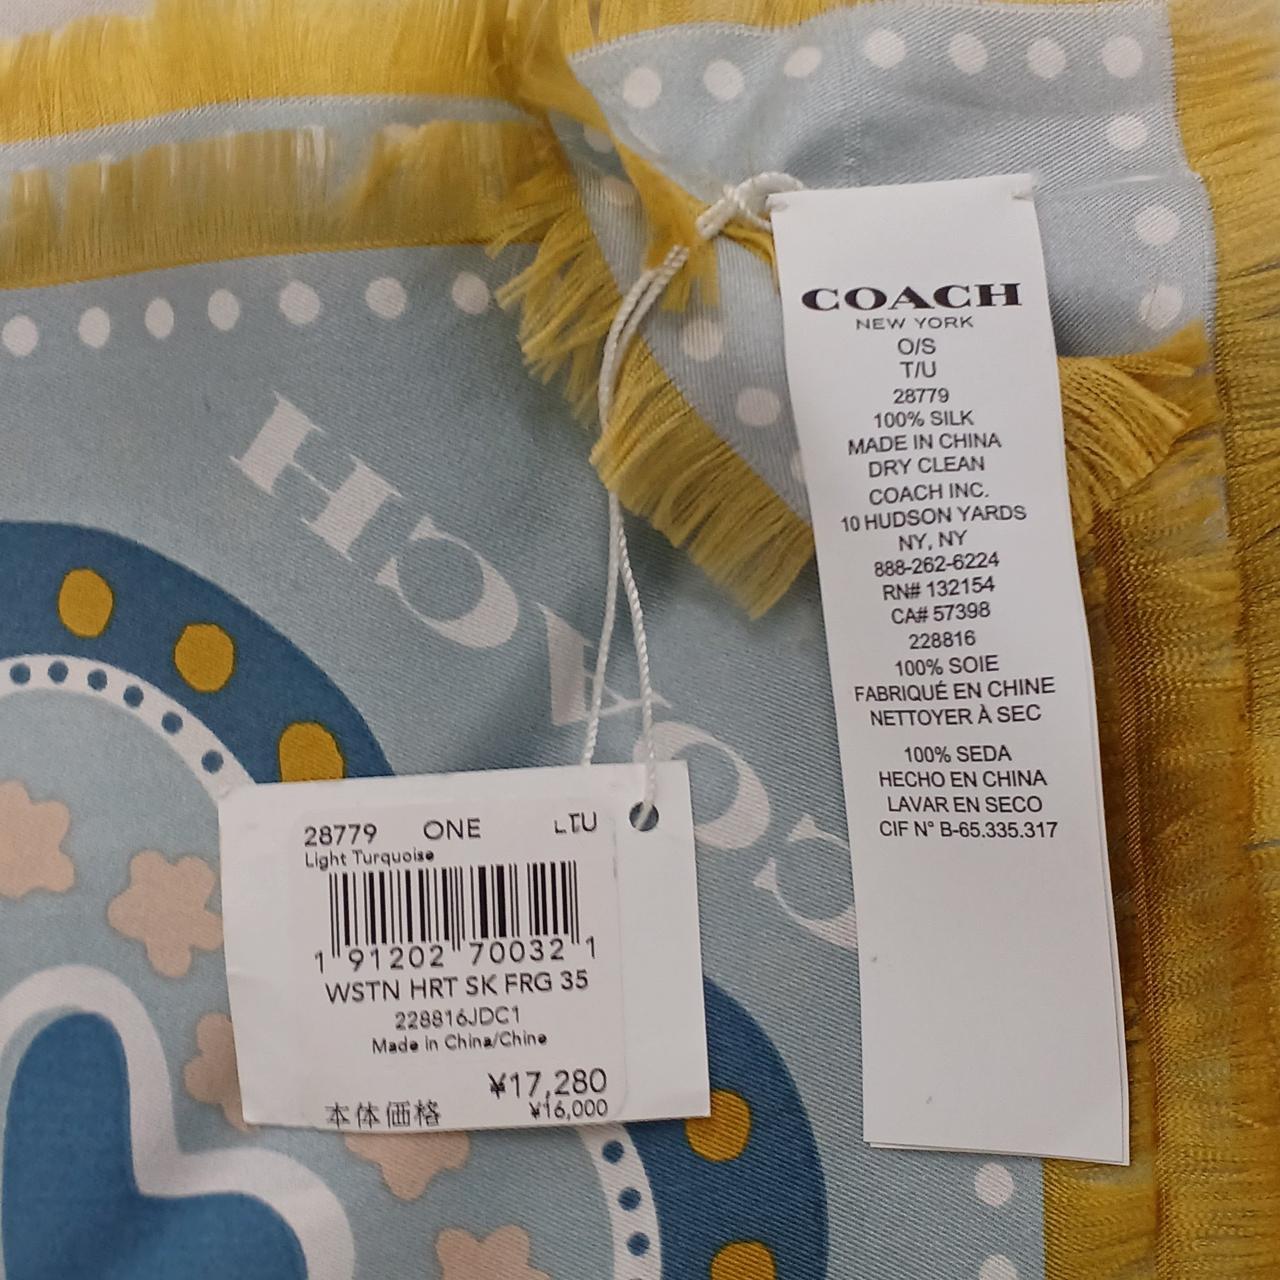 COACH
COACH
NEW YORK
O/S
T/U
28779
100% SILK
MADE IN CHINA
DRY CLEAN
COACH INC.
10 HUDSON YARDS
NY, NY
888-262-6224
RN# 132154
CA# 57398
228816
100% SOIE
FABRIQUÉ EN CHINE
NETTOYER À SEC
100% SEDA
HECHO EN CHINA
LAVAR EN SECO
CIF N° B-65.335.317
28779 ONE LTU
Light Turquoise
1 91202 70032 1
WSTN HRT SK FRG 35
228816JDC1
Made in China/Chine
¥17,280
本体価格 ¥16,000